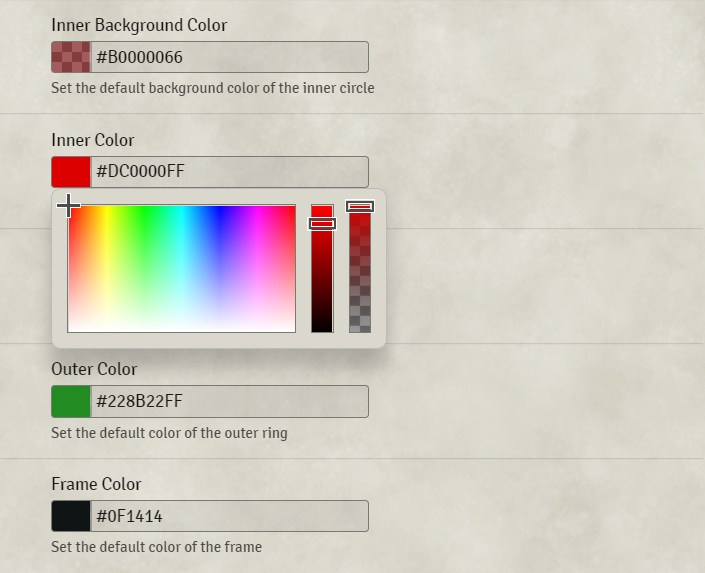 Inner Background Color
#B0000066
Set the default background color of the inner circle
Inner Color
#DC0000FF
Outer Color
#228B22FF
Set the default color of the outer ring
Frame Color
#0F1414
Set the default color of the frame